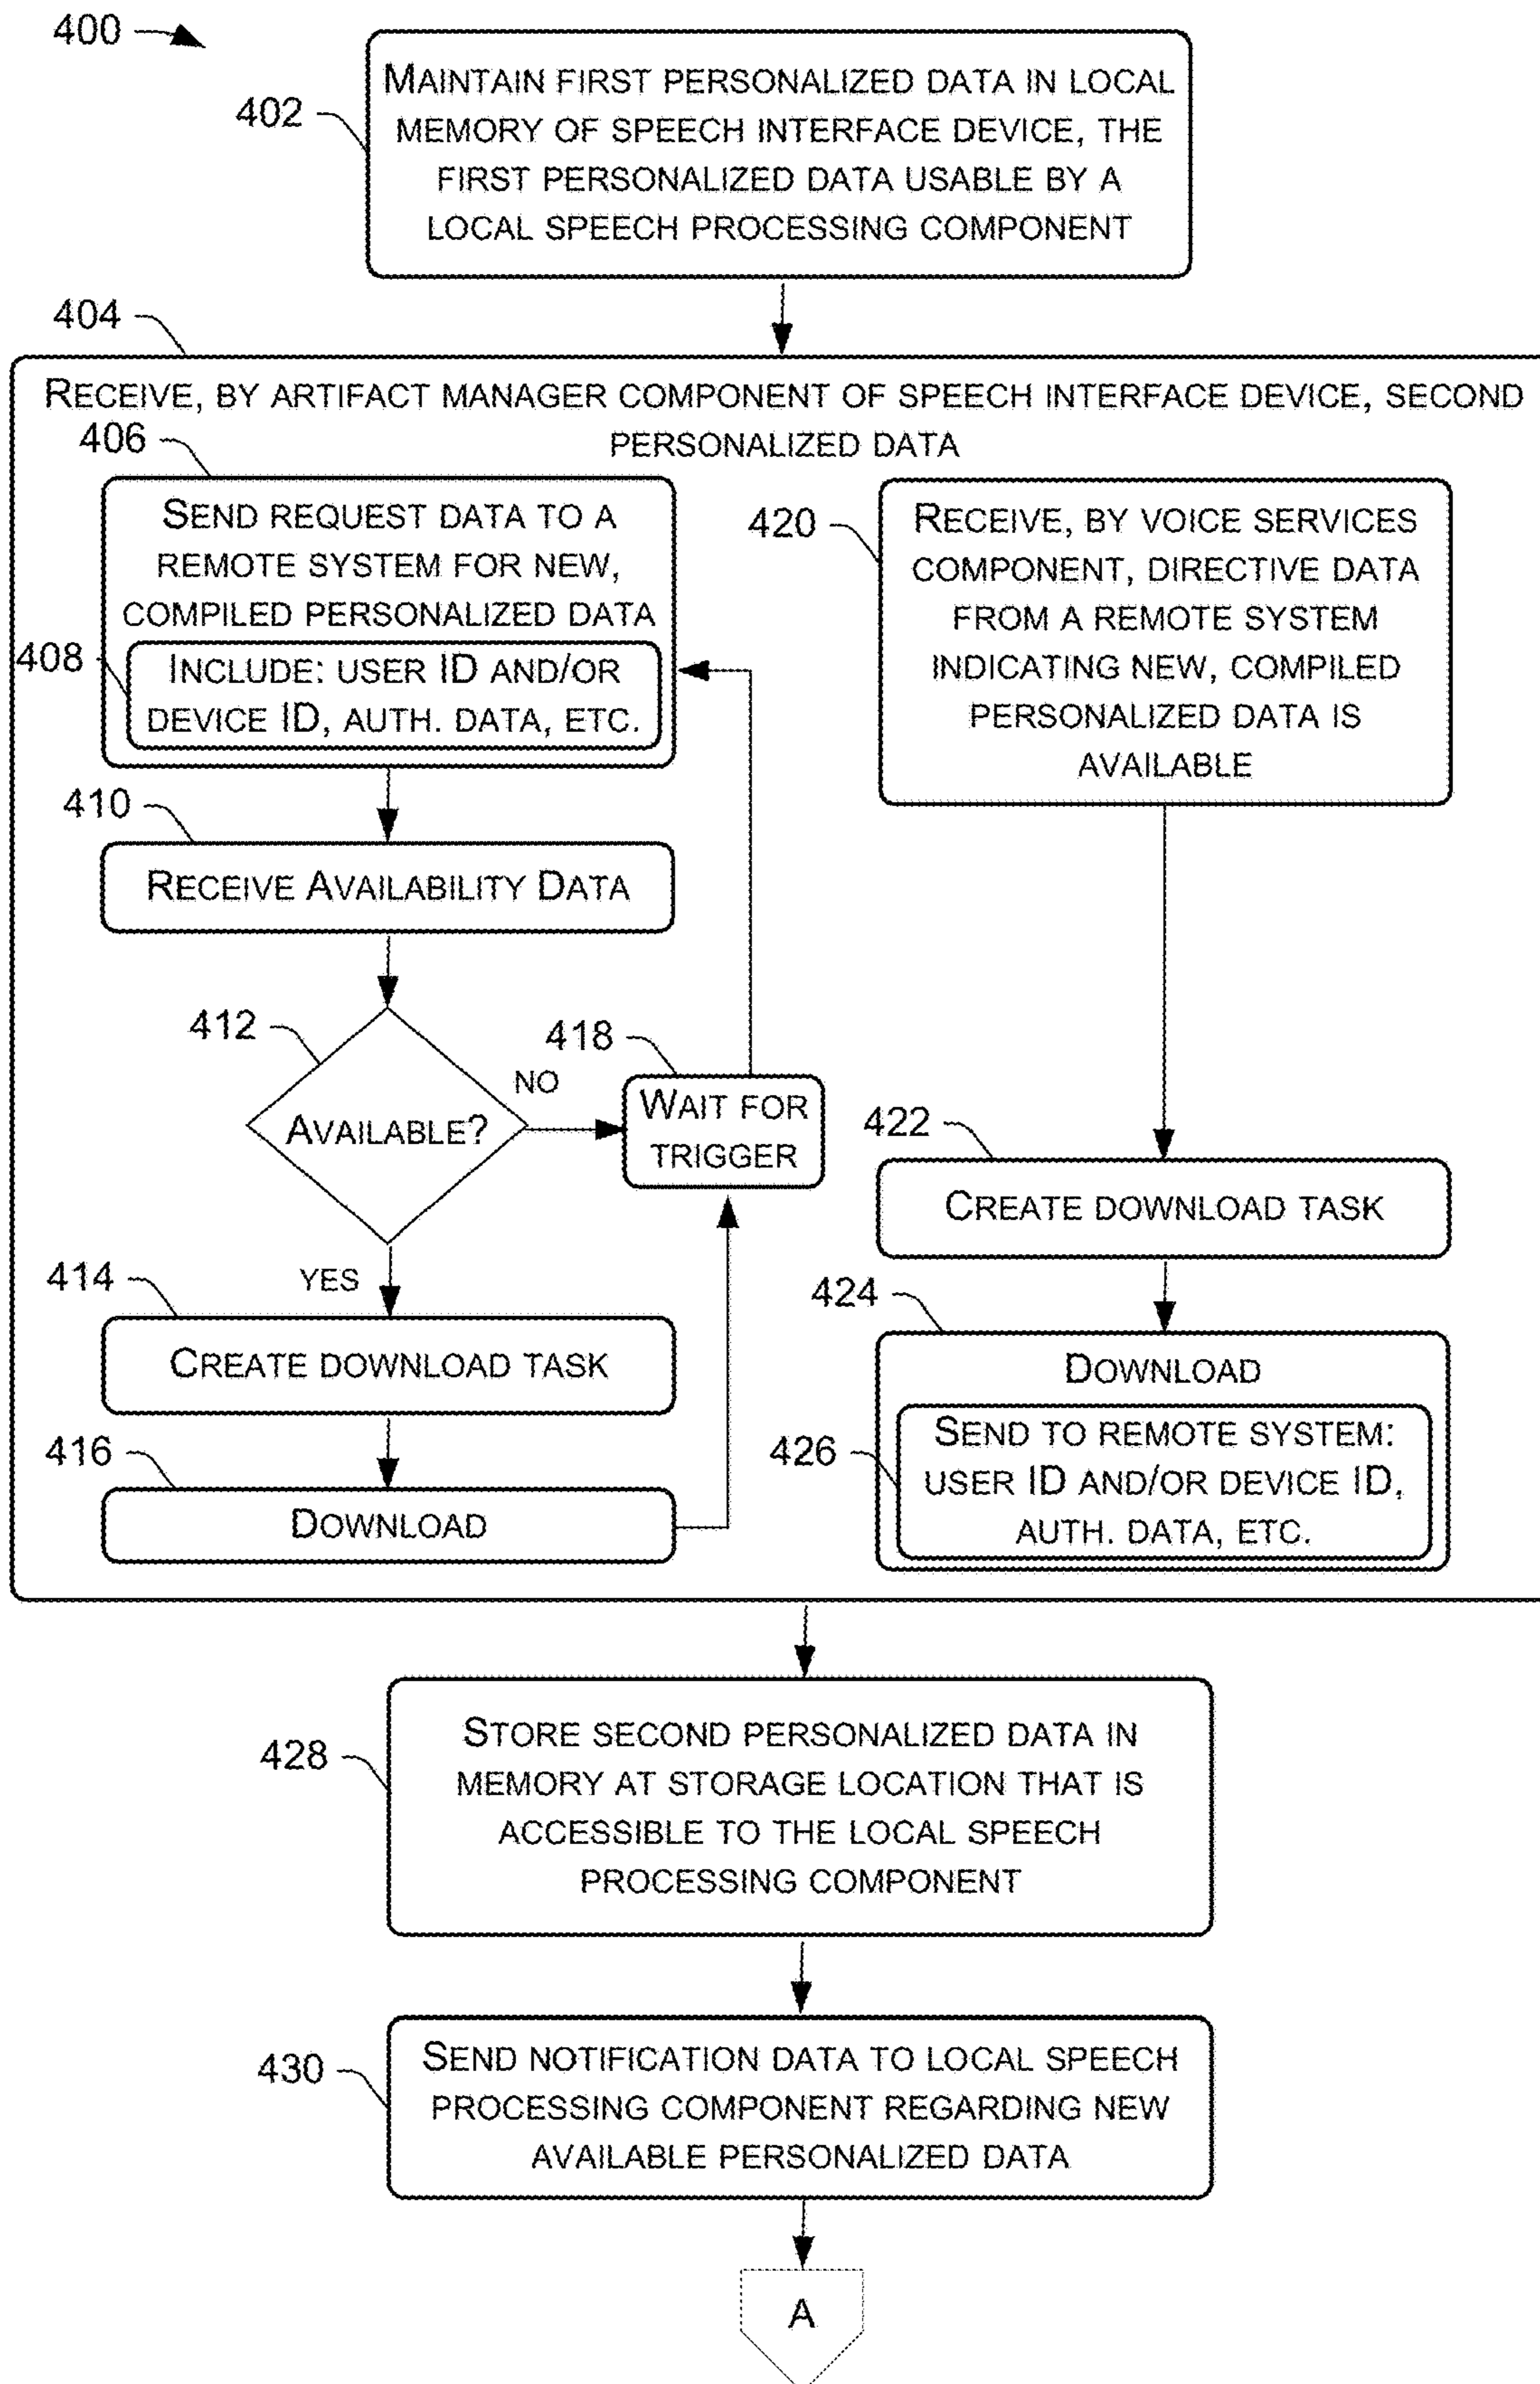 400
402
MAINTAIN FIRST PERSONALIZED DATA IN LOCAL
MEMORY OF SPEECH INTERFACE DEVICE, THE
FIRST PERSONALIZED DATA USABLE BY A
LOCAL SPEECH PROCESSING COMPONENT
404
RECEIVE, BY ARTIFACT MANAGER COMPONENT OF SPEECH INTERFACE DEVICE, SECOND
PERSONALIZED DATA
406
SEND REQUEST DATA TO A
REMOTE SYSTEM FOR NEW,
COMPILED PERSONALIZED DATA
408
INCLUDE: USER ID AND/OR
DEVICE ID, AUTH. DATA, ETC.
410
RECEIVE AVAILABILITY DATA
412
AVAILABLE?
NO
418
WAIT FOR
TRIGGER
YES
414
CREATE DOWNLOAD TASK
416
DOWNLOAD
420
RECEIVE, BY VOICE SERVICES
COMPONENT, DIRECTIVE DATA
FROM A REMOTE SYSTEM
INDICATING NEW, COMPILED
PERSONALIZED DATA IS
AVAILABLE
422
CREATE DOWNLOAD TASK
424
DOWNLOAD
426
SEND TO REMOTE SYSTEM:
USER ID AND/OR DEVICE ID,
AUTH. DATA, ETC.
428
STORE SECOND PERSONALIZED DATA IN
MEMORY AT STORAGE LOCATION THAT IS
ACCESSIBLE TO THE LOCAL SPEECH
PROCESSING COMPONENT
430
SEND NOTIFICATION DATA TO LOCAL SPEECH
PROCESSING COMPONENT REGARDING NEW
AVAILABLE PERSONALIZED DATA
A